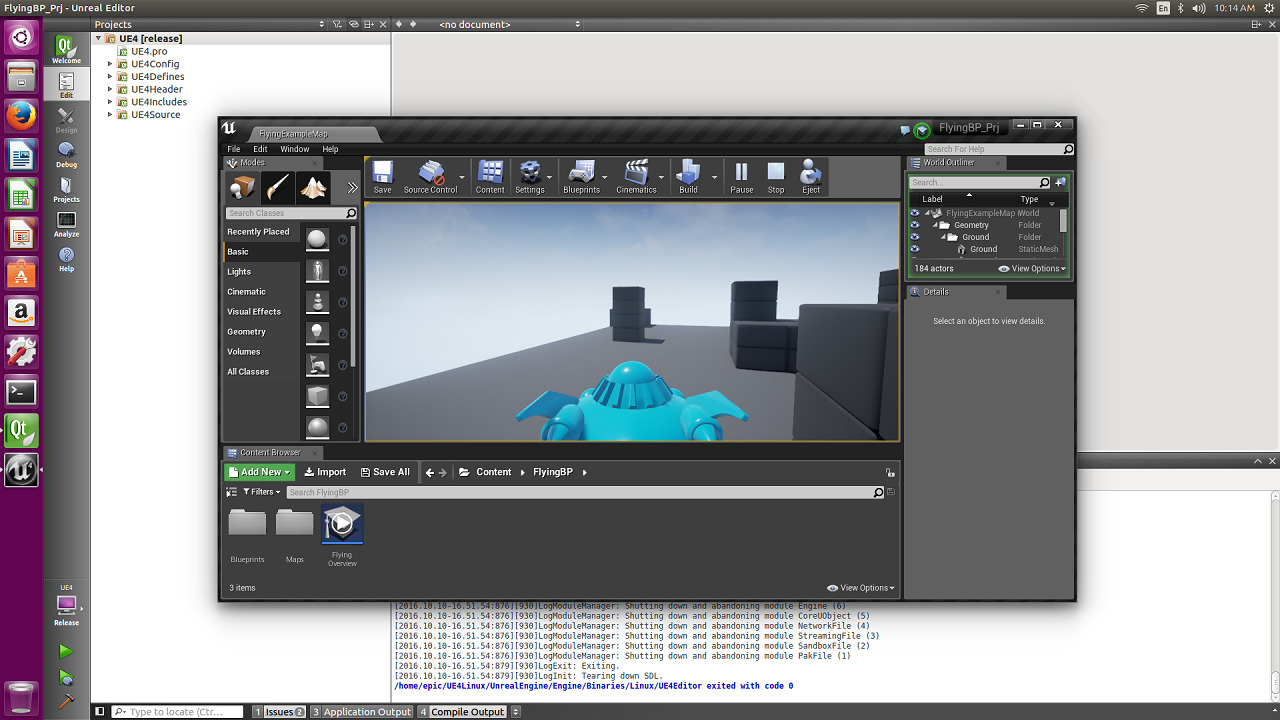 FlyingBP_Prj - Unreal Editor
En
10:14 AM
Projects
<no document>
Welcome
Edit
Design
Debug
Projects
Analyze
Help
UE4
Release
UE4 [release]
UE4.pro
UE4Config
UE4Defines
UE4Header
UE4Includes
UE4Source
FlyingExampleMap
FlyingBP_Prj
File Edit Window Help
Search For Help
Modes
Search Classes
Recently Placed
Basic
Lights
Cinematic
Visual Effects
Geometry
Volumes
All Classes
Save
Source Control
Content
Settings
Blueprints
Cinematics
Build
Pause
Stop
Eject
World Outliner
Search...
Label Type
FlyingExampleMap World
Geometry Folder
Ground Folder
Ground StaticMesh
184 actors
View Options
Details
Select an object to view details.
Content Browser
Add New Import Save All Content FlyingBP
Filters
Search FlyingBP
Blueprints
Maps
Flying
Overview
3 items
View Options
[2016.10.10-16.51.54:876][930]LogModuleManager: Shutting down and abandoning module Engine (6)
[2016.10.10-16.51.54:876][930]LogModuleManager: Shutting down and abandoning module CoreUObject (5)
[2016.10.10-16.51.54:876][930]LogModuleManager: Shutting down and abandoning module NetworkFile (4)
[2016.10.10-16.51.54:876][930]LogModuleManager: Shutting down and abandoning module StreamingFile (3)
[2016.10.10-16.51.54:876][930]LogModuleManager: Shutting down and abandoning module SandboxFile (2)
[2016.10.10-16.51.54:876][930]LogModuleManager: Shutting down and abandoning module PakFile (1)
[2016.10.10-16.51.54:879][930]LogExit: Exiting.
[2016.10.10-16.51.54:879][930]LogInit: Tearing down SDL.
/home/epic/UE4Linux/UnrealEngine/Engine/Binaries/Linux/UE4Editor exited with code 0
Type to locate (Ctr...
1 Issues 2
3 Application Output
4 Compile Output